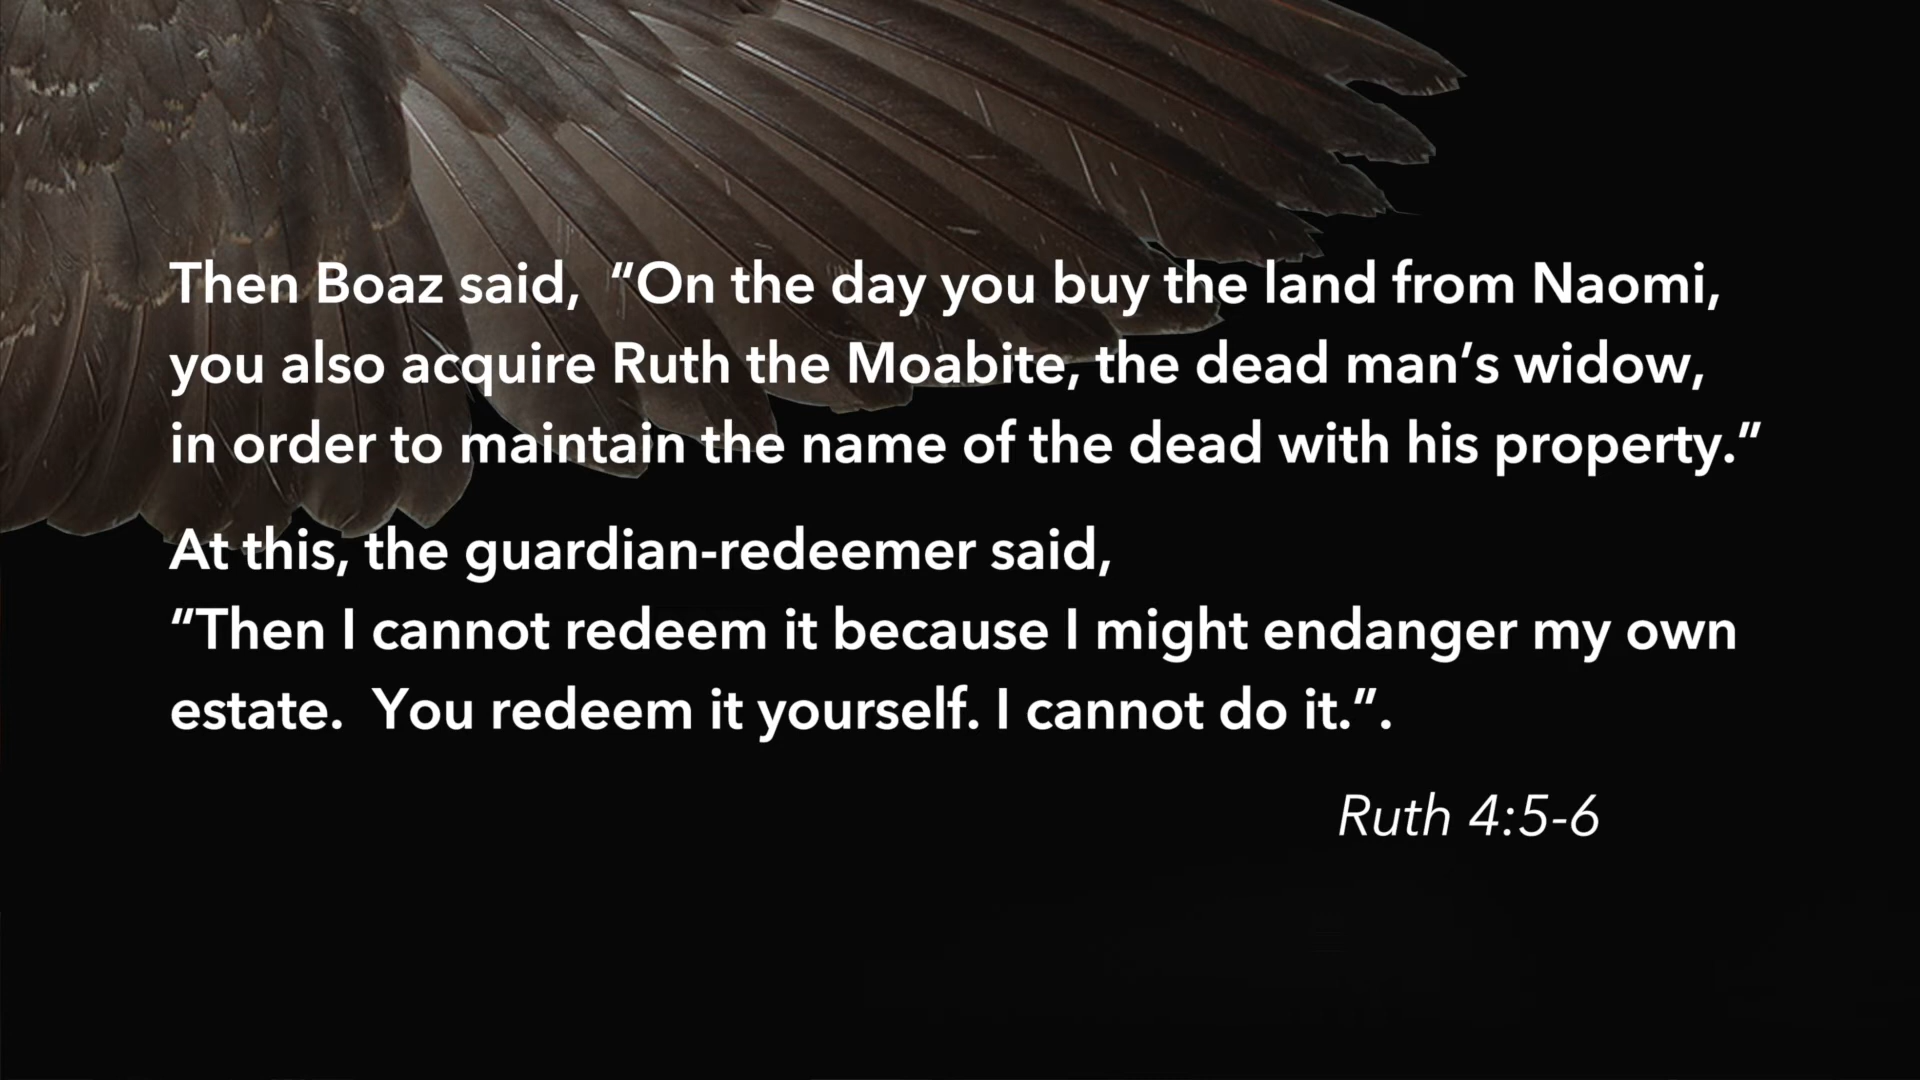 Then Boaz said,  “On the day you buy the land from Naomi,
you also acquire Ruth the Moabite, the dead man’s widow,
in order to maintain the name of the dead with his property.”
At this, the guardian-redeemer said,
“Then I cannot redeem it because I might endanger my own
estate.  You redeem it yourself. I cannot do it.”.
Ruth 4:5-6